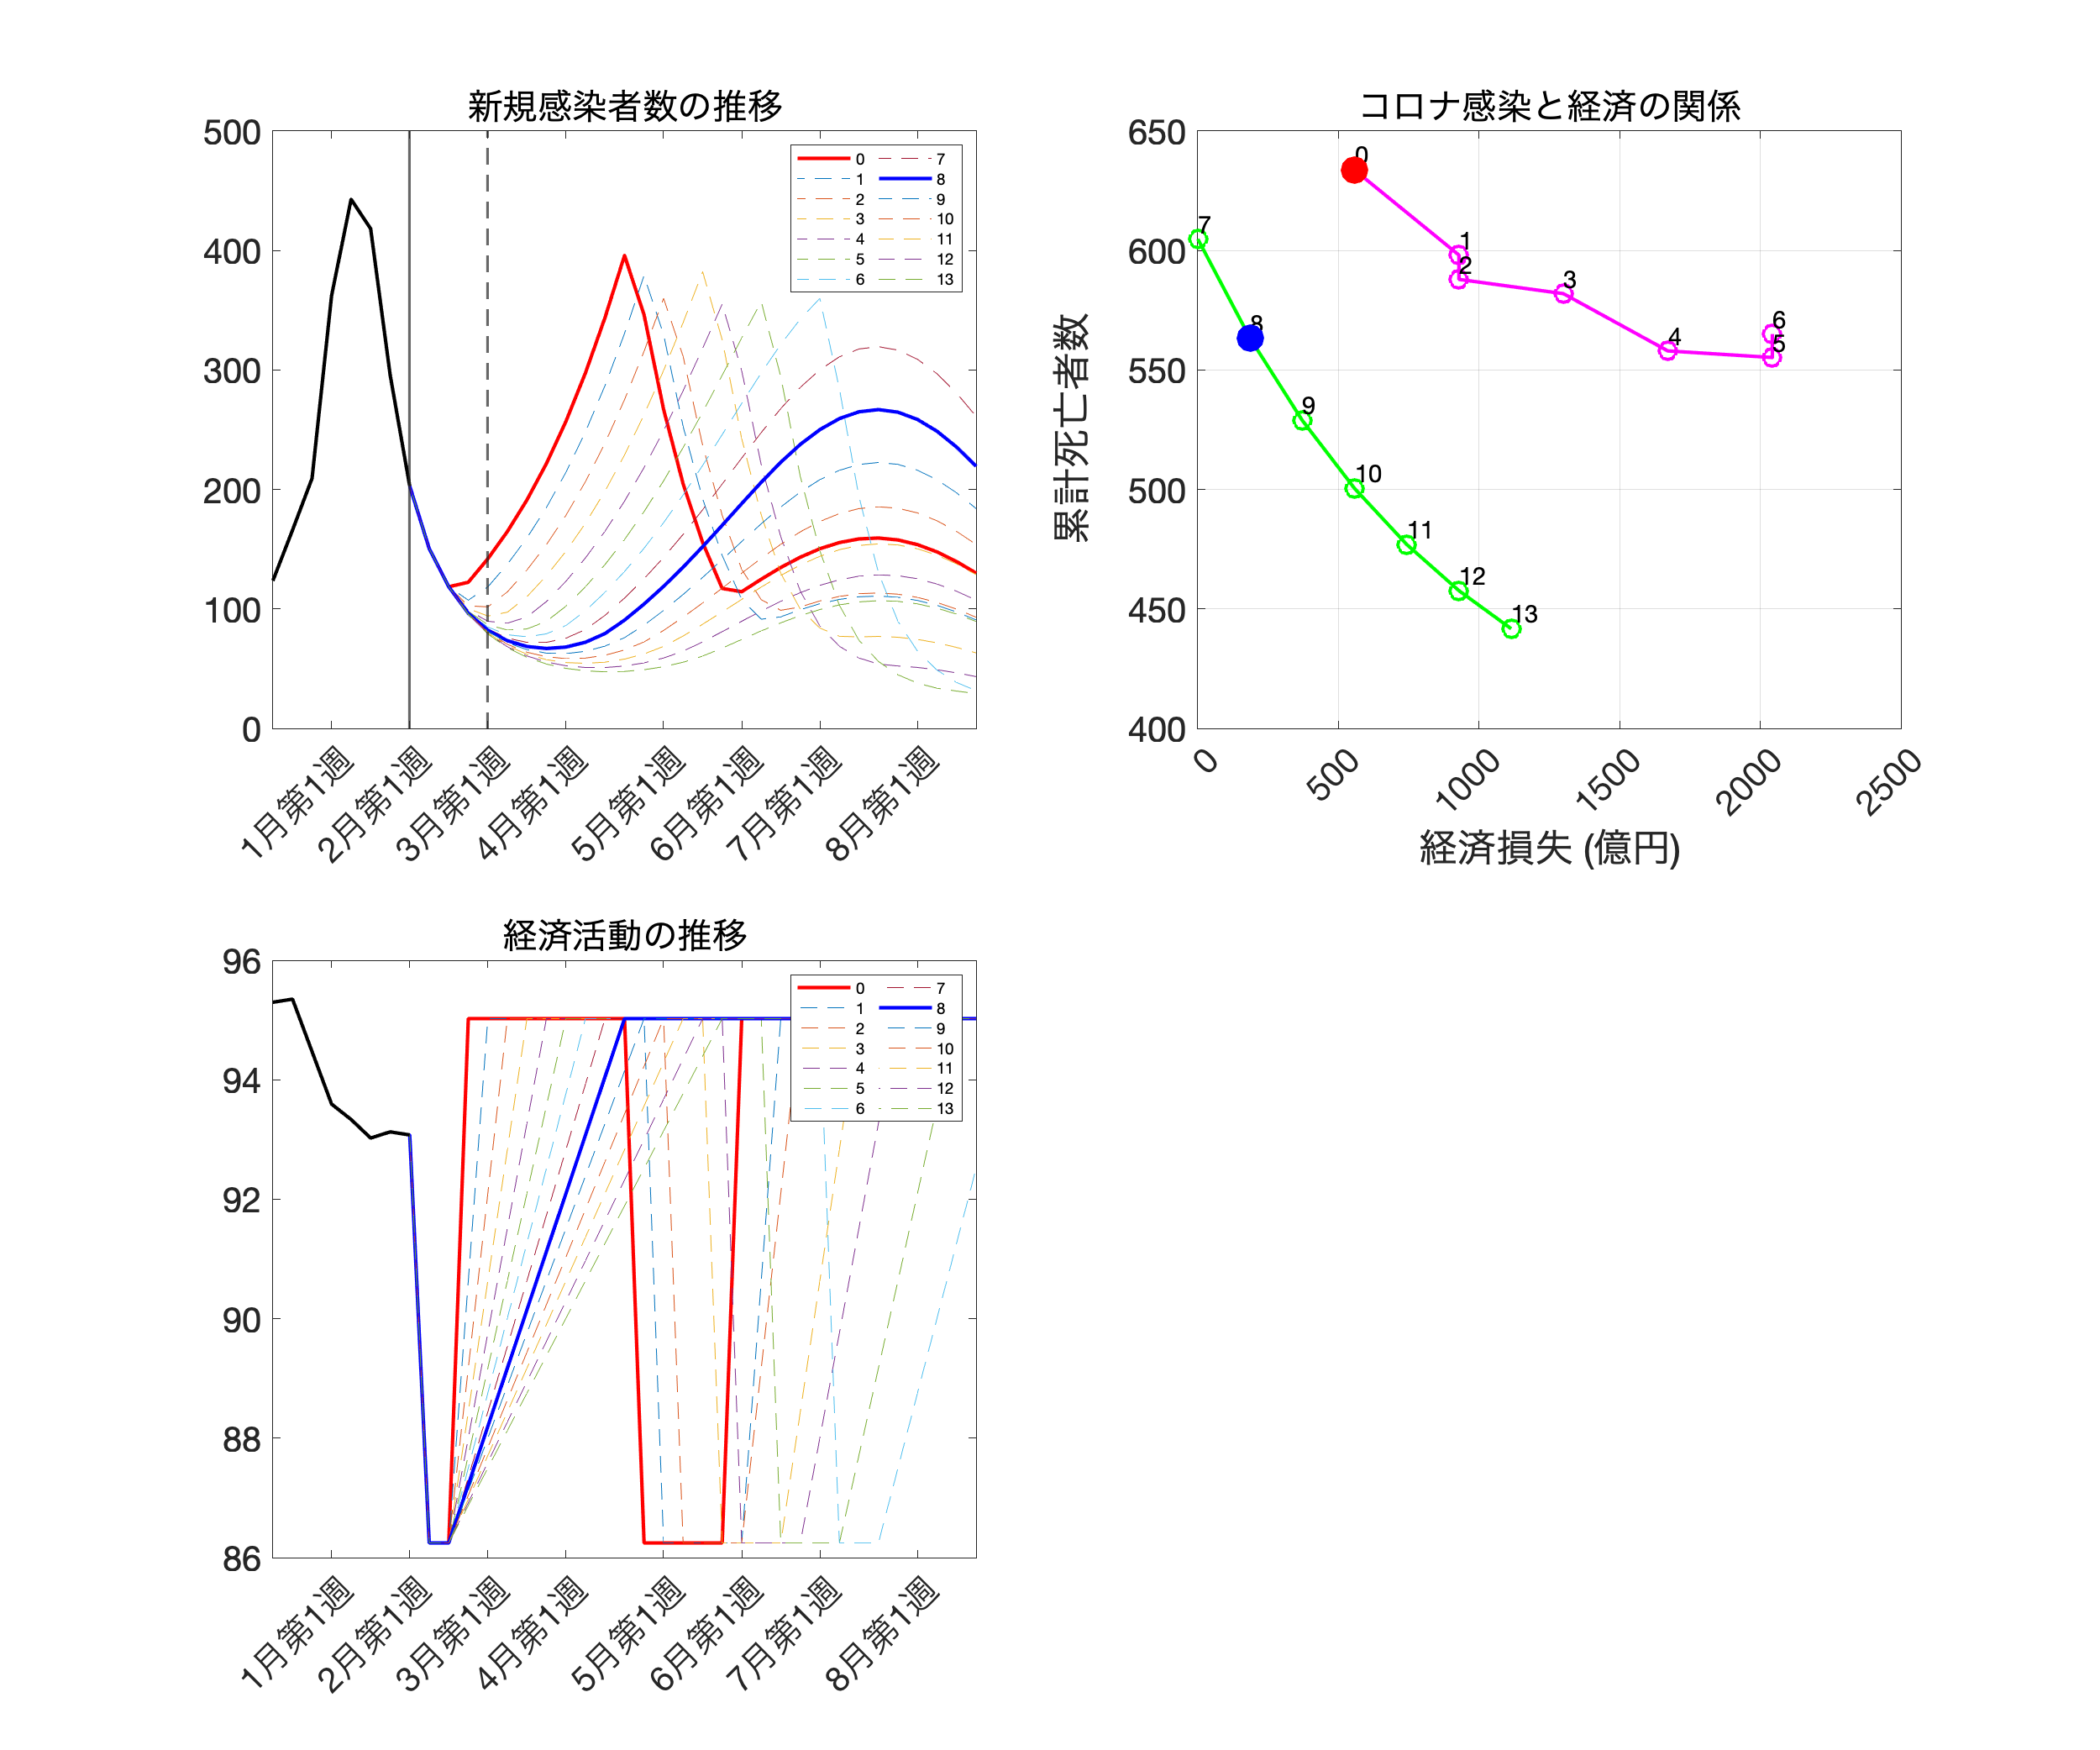 新規感染者数の推移
500
400
300
200
100
0
0 7
1 8
2 9
3 10
4 11
5 12
6 13
1月第1週
2月第1週
3月第1週
4月第1週
5月第1週
6月第1週
7月第1週
8月第1週
コロナ感染と経済の関係
累計死亡者数
650
600
550
500
450
400
0
1
2
3
4
5
6
7
8
9
10
11
12
13
0
500
1000
1500
2000
2500
経済損失 (億円)
経済活動の推移
96
94
92
90
88
86
0 7
1 8
2 9
3 10
4 11
5 12
6 13
1月第1週
2月第1週
3月第1週
4月第1週
5月第1週
6月第1週
7月第1週
8月第1週